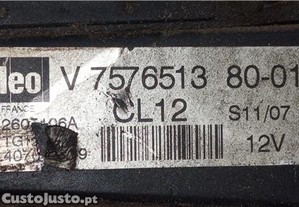 leo V 7576513 80-01
FRANCE CL12 S11/07
12V
CustoJusto.pt